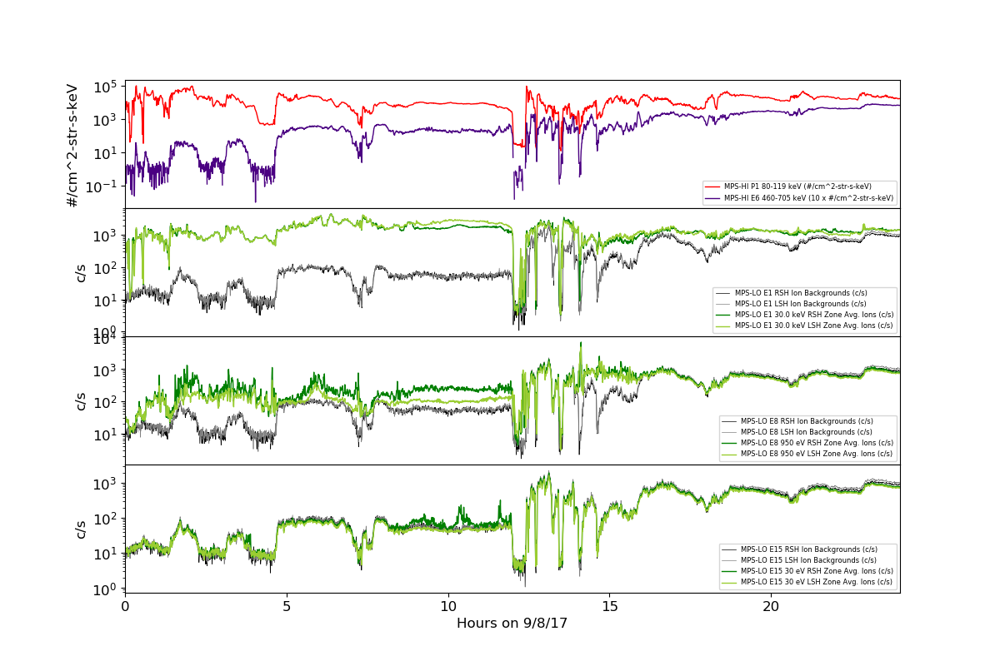 10^5
10^3
10^1
10^-1
#/cm^2-str-s-keV
MPS-HI P1 80-119 keV (#/cm^2-str-s-keV)
MPS-HI E6 460-705 keV (10 x #/cm^2-str-s-keV)
10^3
10^2
10^1
10^0
c/s
MPS-LO E1 RSH Ion Backgrounds (c/s)
MPS-LO E1 LSH Ion Backgrounds (c/s)
MPS-LO E1 30.0 keV RSH Zone Avg. Ions (c/s)
MPS-LO E1 30.0 keV LSH Zone Avg. Ions (c/s)
10^4
10^3
10^2
10^1
c/s
MPS-LO E8 RSH Ion Backgrounds (c/s)
MPS-LO E8 LSH Ion Backgrounds (c/s)
MPS-LO E8 950 eV RSH Zone Avg. Ions (c/s)
MPS-LO E8 950 eV LSH Zone Avg. Ions (c/s)
10^3
10^2
10^1
10^0
c/s
MPS-LO E15 RSH Ion Backgrounds (c/s)
MPS-LO E15 LSH Ion Backgrounds (c/s)
MPS-LO E15 30 eV RSH Zone Avg. Ions (c/s)
MPS-LO E15 30 eV LSH Zone Avg. Ions (c/s)
0 5 10 15 20
Hours on 9/8/17